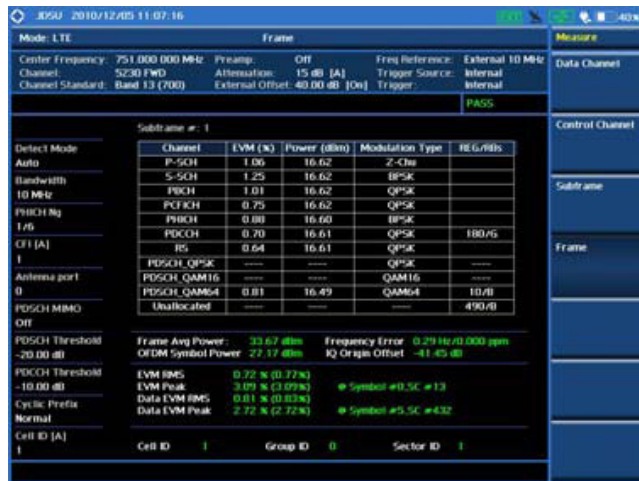 JDSU 2010/12/05 11:07:16
Mode: LTE Frame Measure
Center Frequency: 751.000 000 MHz Preamp: Off Freq Reference: External 10 MHz
Channel: 5230 FWD Attenuation: 15 dB [A] Trigger Source: Internal
Channel Standard: Band 13 (700) External Offset: 40.00 dB [On] Trigger: Internal
PASS
Data Channel
Control Channel
Subframe
Frame
Subframe #: 1
Channel EVM (%) Power (dBm) Modulation Type REG/RBs
P-SCH 1.06 16.62 Z-Chu
S-SCH 1.25 16.62 BPSK
PBCH 1.01 16.62 QPSK
PCFICH 0.75 16.62 QPSK
PHICH 0.80 16.60 BPSK
PDCCH 0.70 16.61 QPSK 180/6
RS 0.64 16.61 QPSK
PDSCH_QPSK ---- ---- QPSK ----
PDSCH_QAM16 ---- ---- QAM16 ----
PDSCH_QAM64 0.81 16.49 QAM64 10/0
Unallocated ---- ---- 490/0
Detect Mode
Auto
Bandwidth
10 MHz
PHICH Ng
1/6
CFI [A]
1
Antenna port
0
PDSCH MIMO
Off
PDSCH Threshold
-20.00 dB
PDCCH Threshold
-10.00 dB
Cyclic Prefix
Normal
Cell ID [A]
1
Frame Avg Power: 33.67 dBm Frequency Error 0.29 Hz/0.000 ppm
OFDM Symbol Power 27.17 dBm IQ Origin Offset -41.45 dB
EVM RMS 0.72 % (0.77%)
EVM Peak 3.09 % (3.09%) @ Symbol #0,SC #13
Data EVM RMS 0.81 % (0.83%)
Data EVM Peak 2.72 % (2.72%) @ Symbol #5,SC #432
Cell ID 1 Group ID 0 Sector ID 1